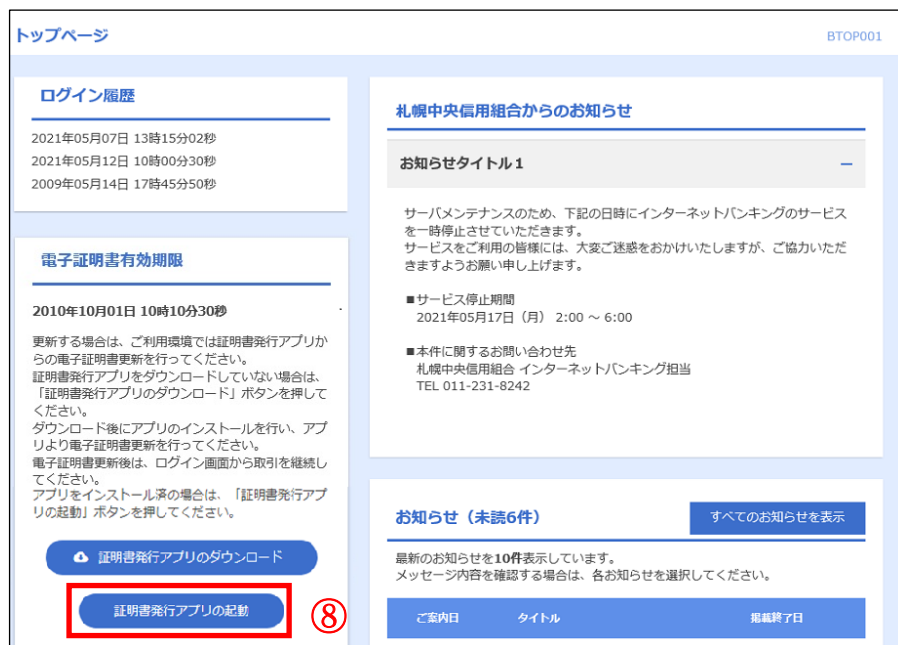 トップページ
BTOP001
ログイン履歴
2021年05月07日 13時15分02秒
2021年05月12日 10時00分30秒
2009年05月14日 17時45分50秒
電子証明書有効期限
2010年10月01日 10時10分30秒
更新する場合は、ご利用環境では証明書発行アプリか
らの電子証明書更新を行ってください。
証明書発行アプリをダウンロードしていない場合は、
「証明書発行アプリのダウンロード」ボタンを押して
ください。
ダウンロード後にアプリのインストールを行い、アプ
リより電子証明書更新を行ってください。
電子証明書更新後は、ログイン画面から取引を継続し
てください。
アプリをインストール済の場合は、「証明書発行アプ
リの起動」ボタンを押してください。
証明書発行アプリのダウンロード
証明書発行アプリの起動
⑧
札幌中央信用組合からのお知らせ
お知らせタイトル１
サーバメンテナンスのため、下記の日時にインターネットバンキングのサービス
を一時停止させていただきます。
サービスをご利用の皆様には、大変ご迷惑をおかけいたしますが、ご協力いただ
きますようお願い申し上げます。
■サービス停止期間
2021年05月17日（月） 2:00 ～ 6:00
■本件に関するお問い合わせ先
札幌中央信用組合 インターネットバンキング担当
TEL 011-231-8242
お知らせ（未読6件）
すべてのお知らせを表示
最新のお知らせを10件表示しています。
メッセージ内容を確認する場合は、各お知らせを選択してください。
ご案内日 タイトル 掲載終了日